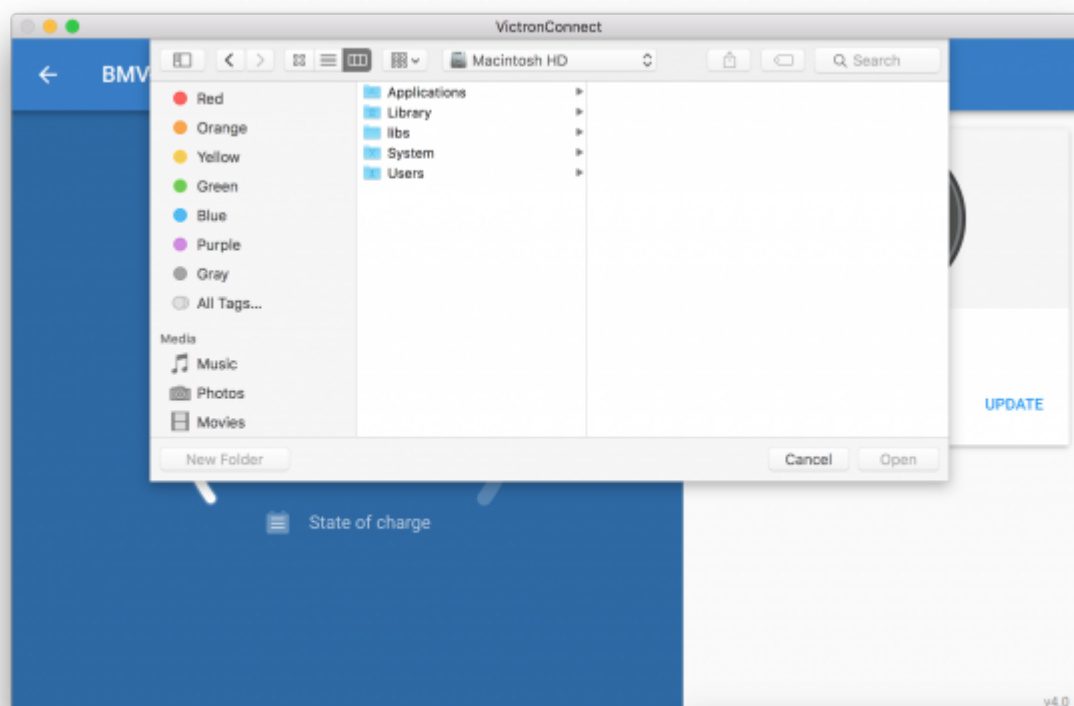 VictronConnect
BMV
Macintosh HD
Search
Red
Orange
Yellow
Green
Blue
Purple
Gray
All Tags...
Media
Music
Photos
Movies
Applications
Library
libs
System
Users
UPDATE
New Folder
Cancel
Open
State of charge
v4.0